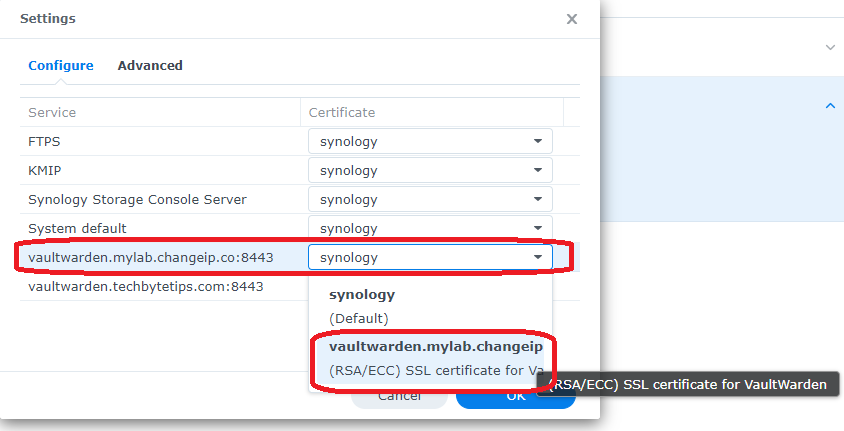 Settings
Configure Advanced
Service Certificate
FTPS synology
KMIP synology
Synology Storage Console Server synology
System default synology
vaultwarden.mylab.changeip.co:8443 synology
vaultwarden.techbytetips.com:8443
synology
(Default)
vaultwarden.mylab.changeip
(RSA/ECC) SSL certificate for Va
(RSA/ECC) SSL certificate for VaultWarden
Cancel OK